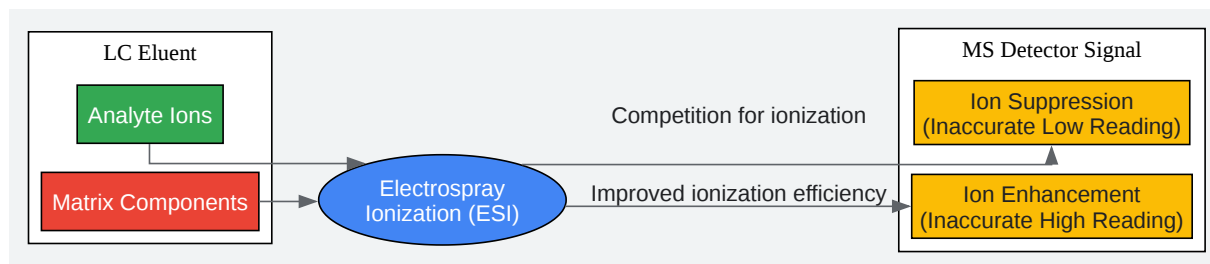 LC Eluent
Analyte Ions
Matrix Components
Electrospray
Ionization (ESI)
Competition for ionization
Improved ionization efficiency
MS Detector Signal
Ion Suppression
(Inaccurate Low Reading)
Ion Enhancement
(Inaccurate High Reading)